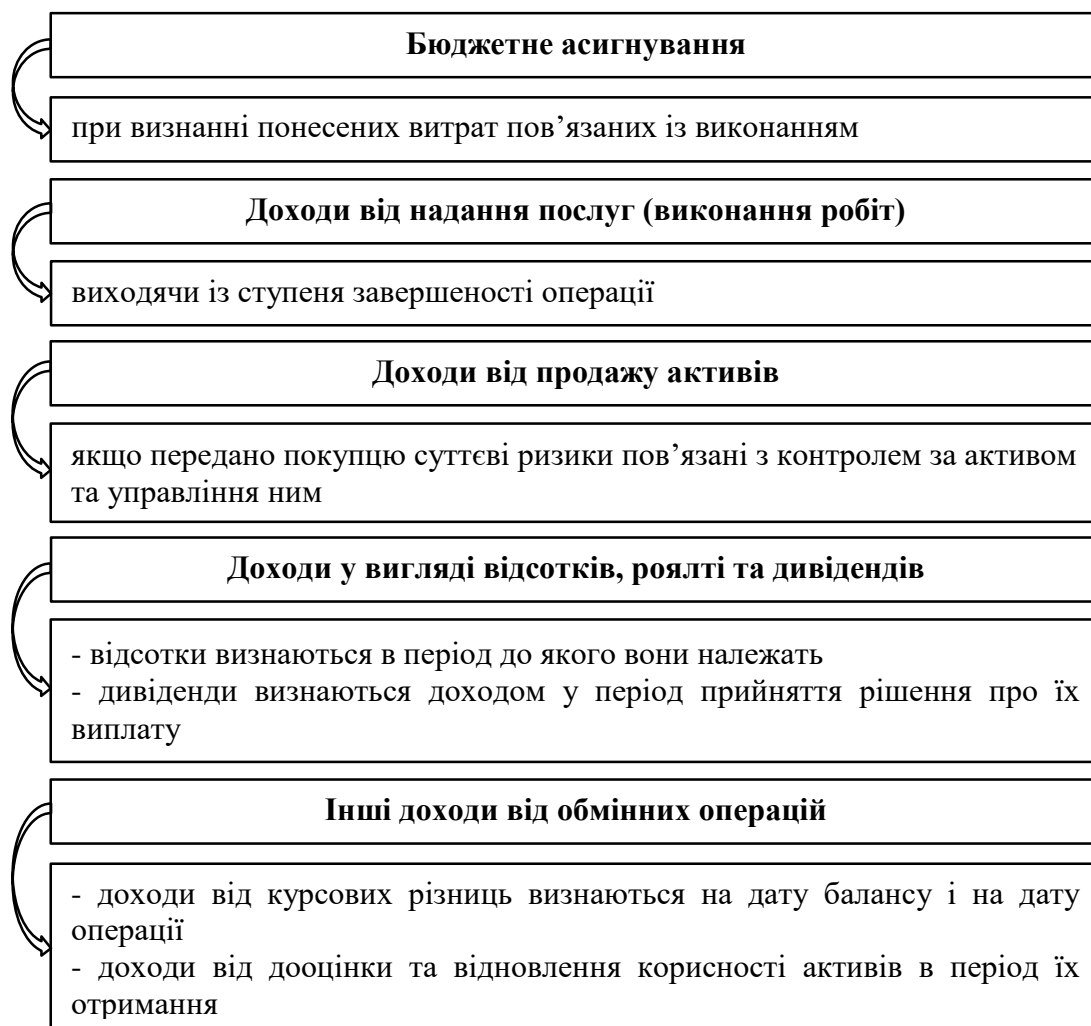 Бюджетне асигнування
при визнанні понесених витрат пов’язаних із виконанням
Доходи від надання послуг (виконання робіт)
виходячи із ступеня завершеності операції
Доходи від продажу активів
якщо передано покупцю суттєві ризики пов’язані з контролем за активом
та управління ним
Доходи у вигляді відсотків, роялті та дивідендів
- відсотки визнаються в період до якого вони належать
- дивіденди визнаються доходом у період прийняття рішення про їх
виплату
Інші доходи від обмінних операцій
- доходи від курсових різниць визнаються на дату балансу і на дату
операції
- доходи від дооцінки та відновлення корисності активів в період їх
отримання